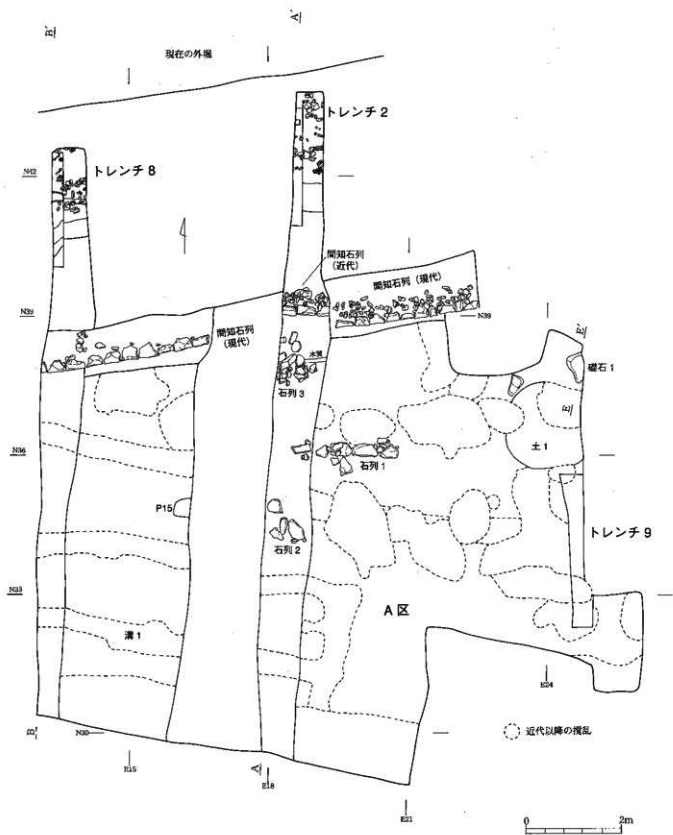 B'
A'
現在の外堀
トレンチ2
トレンチ8
N42
間知石列
(近代)
間知石列(現代)
N39
N39
間知石列
(現代)
木質
石列3
E'
礎石1
E
土1
N36
石列1
P15
石列2
トレンチ9
N33
A区
溝1
E24
近代以降の撹乱
B
N30
E15
A
E18
E21
0
2m